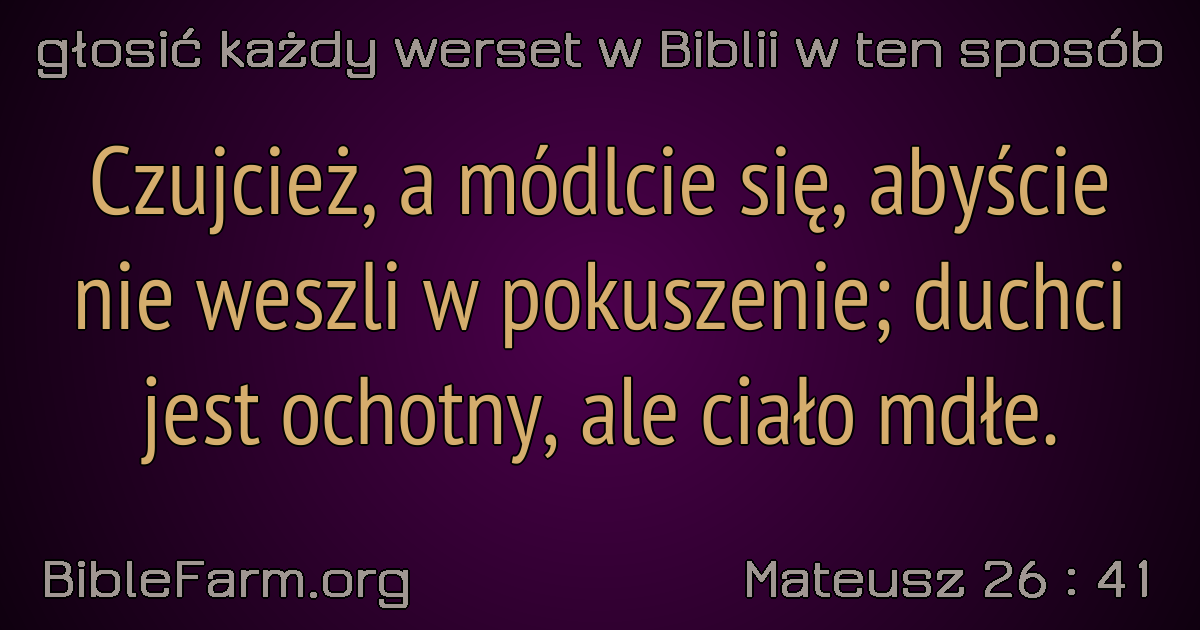 głosić każdy werset w Biblii w ten sposób
Czujcież, a módlcie się, abyście
nie weszli w pokuszenie; duchci
jest ochotny, ale ciało mdłe.
BibleFarm.org
Mateusz 26 : 41